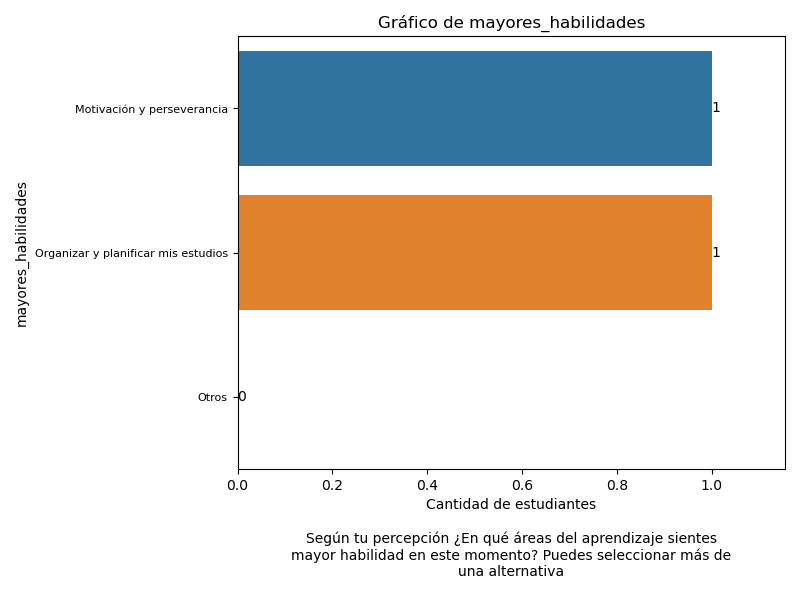 Gráfico de mayores_habilidades
mayores_habilidades
Motivación y perseverancia
1
Organizar y planificar mis estudios
1
Otros
0
0.0 0.2 0.4 0.6 0.8 1.0
Cantidad de estudiantes
Según tu percepción ¿En qué áreas del aprendizaje sientes
mayor habilidad en este momento? Puedes seleccionar más de
una alternativa